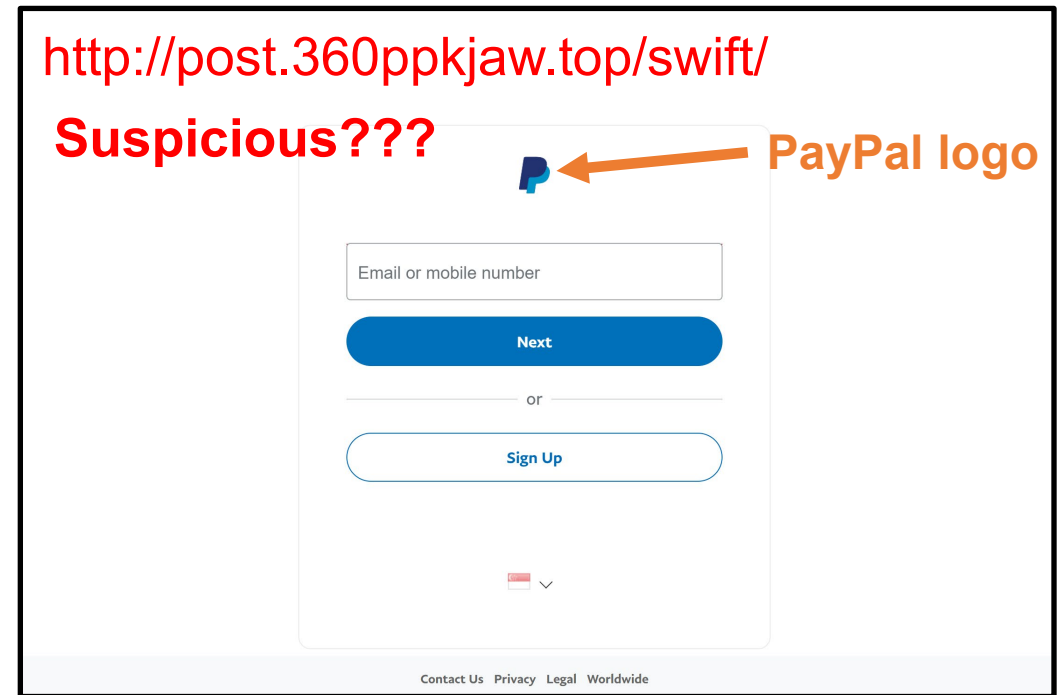 http://post.360ppkjaw.top/swift/
Suspicious???
PayPal logo
Email or mobile number
Next
or
Sign Up
Contact Us Privacy Legal Worldwide